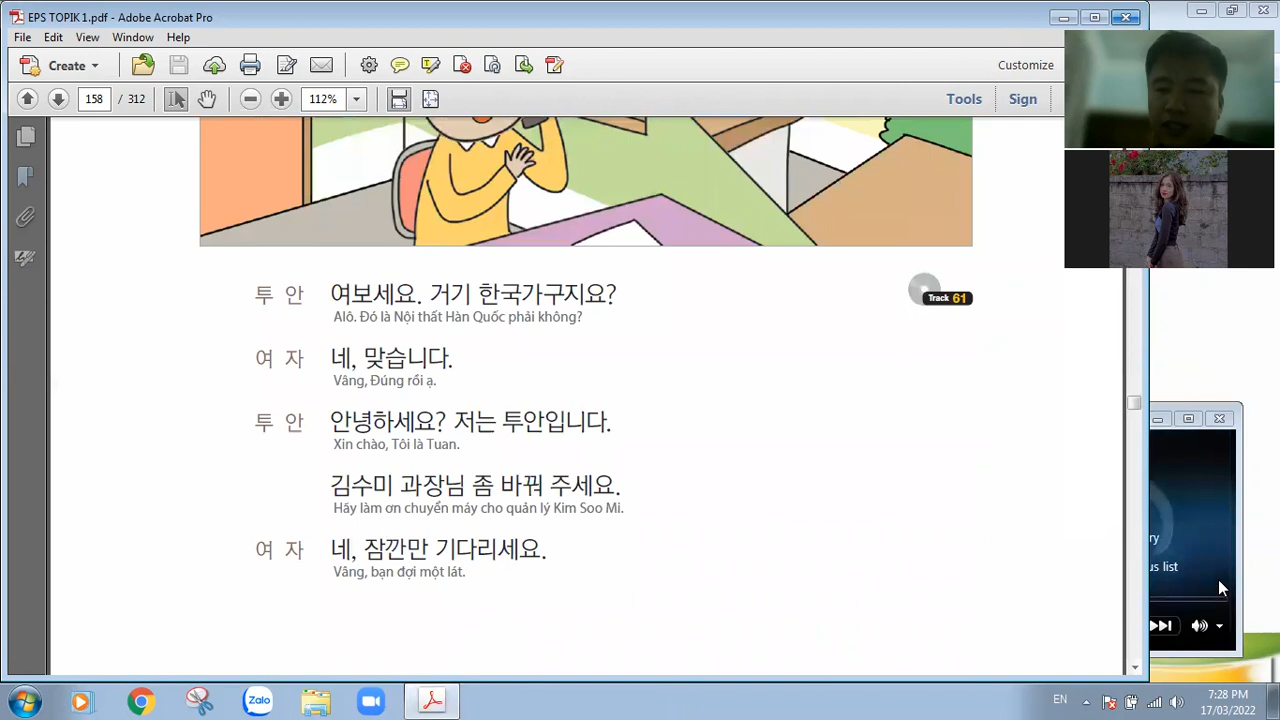 EPS TOPIK 1.pdf - Adobe Acrobat Pro
File Edit View Window Help
Create Customize
158 / 312 112% Tools Sign
투 안 여보세요. 거기 한국가구지요? Track 61
Alô. Đó là Nội thất Hàn Quốc phải không?
여 자 네, 맞습니다.
Vâng, Đúng rồi ạ.
투 안 안녕하세요? 저는 투안입니다.
Xin chào, Tôi là Tuan.
김수미 과장님 좀 바꿔 주세요.
Hãy làm ơn chuyển máy cho quản lý Kim Soo Mi.
여 자 네, 잠깐만 기다리세요.
Vâng, bạn đợi một lát.
ry
us list
Zalo
EN 7:28 PM
17/03/2022